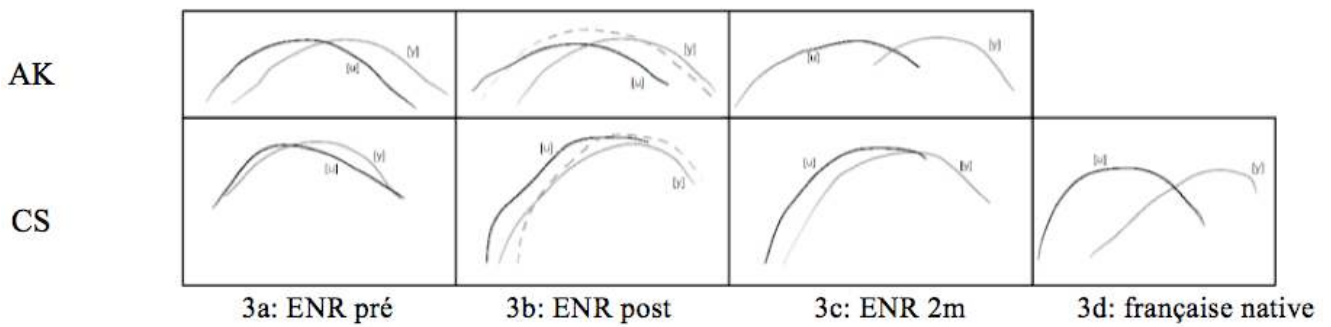 AK
[y]
[u]
[y]
[u]
[y]
[u]
CS
[y]
[u]
[u]
[y]
[u]
[y]
[u]
[y]
3a: ENR pré
3b: ENR post
3c: ENR 2m
3d: française native